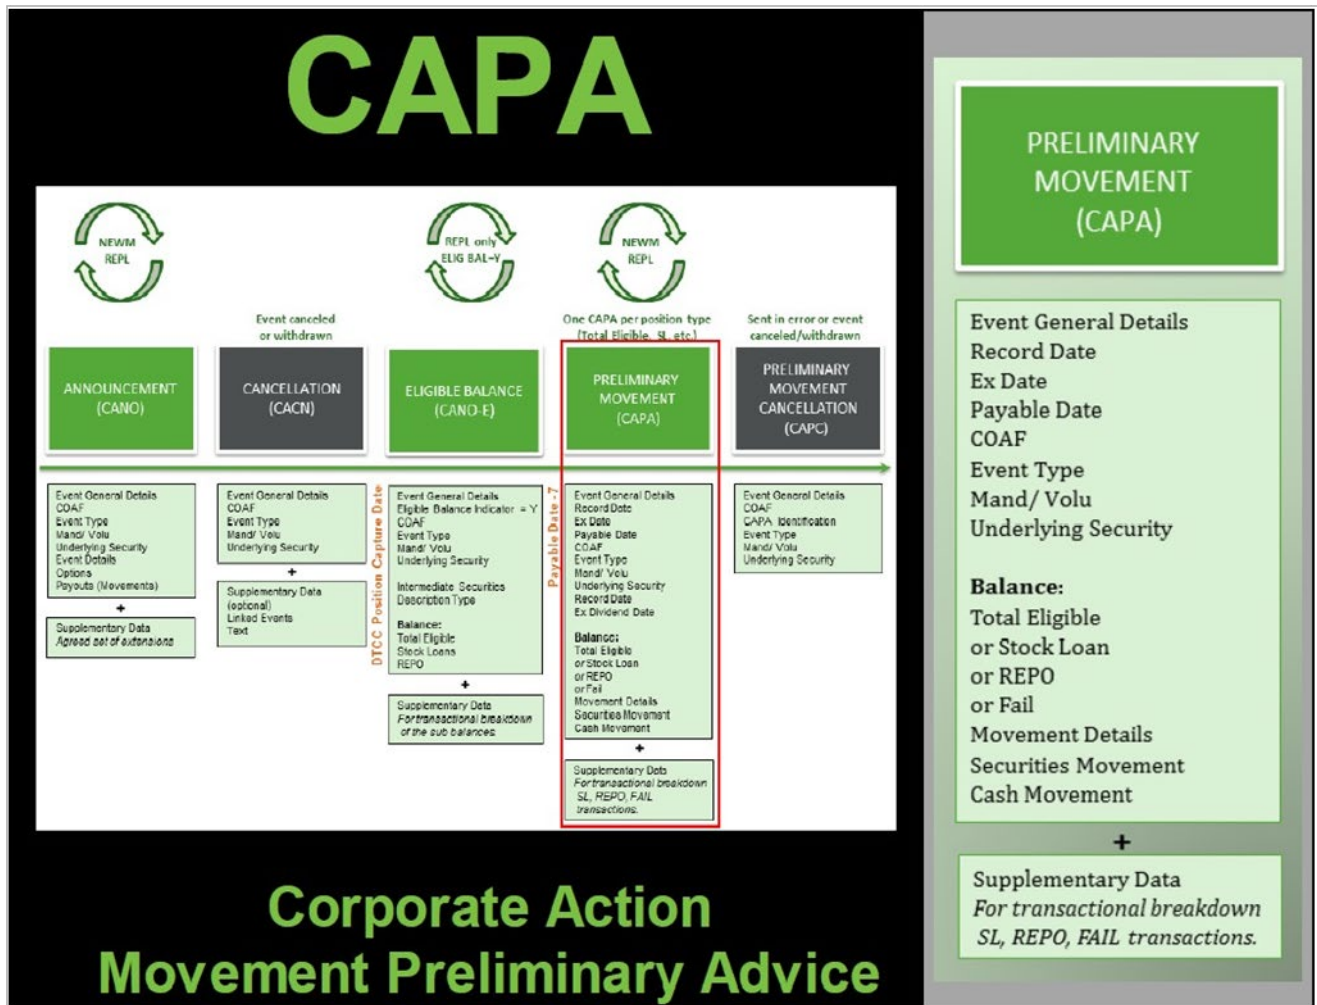 CAPA
NEWM
REPL
REPL only
ELIG BAL=Y
NEWM
REPL
Event canceled
or withdrawn
One CAPA per position type
(Total Eligible, SL, etc.)
Sent in error or event
canceled/withdrawn
ANNOUNCEMENT
(CANO)
CANCELLATION
(CACN)
ELIGIBLE BALANCE
(CANO-E)
PRELIMINARY
MOVEMENT
(CAPA)
PRELIMINARY
MOVEMENT
CANCELLATION
(CAPC)
Event General Details
COAF
Event Type
Mand/ Volu
Underlying Security
Event Details
Options
Payouts (Movements)
+
Supplementary Data
Agreed set of extensions
Event General Details
COAF
Event Type
Mand/ Volu
Underlying Security
+
Supplementary Data
(optional)
Linked Events
Text
DTCC Position Capture Date
Event General Details
Eligible Balance Indicator = Y
COAF
Event Type
Mand/ Volu
Underlying Security
Intermediate Securities
Description Type
Balance:
Total Eligible
Stock Loans
REPO
+
Supplementary Data
For transactional breakdown
of the sub balances.
Payable Date -7
Event General Details
Record Date
Ex Date
Payable Date
COAF
Event Type
Mand/ Volu
Underlying Security
Record Date
Ex Dividend Date
Balance:
Total Eligible
or Stock Loan
or REPO
or Fail
Movement Details
Securities Movement
Cash Movement
+
Supplementary Data
For transactional breakdown
SL, REPO, FAIL
transactions.
Event General Details
COAF
CAPA Identification
Event Type
Mand/ Volu
Underlying Security
Corporate Action
Movement Preliminary Advice
PRELIMINARY
MOVEMENT
(CAPA)
Event General Details
Record Date
Ex Date
Payable Date
COAF
Event Type
Mand/ Volu
Underlying Security
Balance:
Total Eligible
or Stock Loan
or REPO
or Fail
Movement Details
Securities Movement
Cash Movement
+
Supplementary Data
For transactional breakdown
SL, REPO, FAIL transactions.